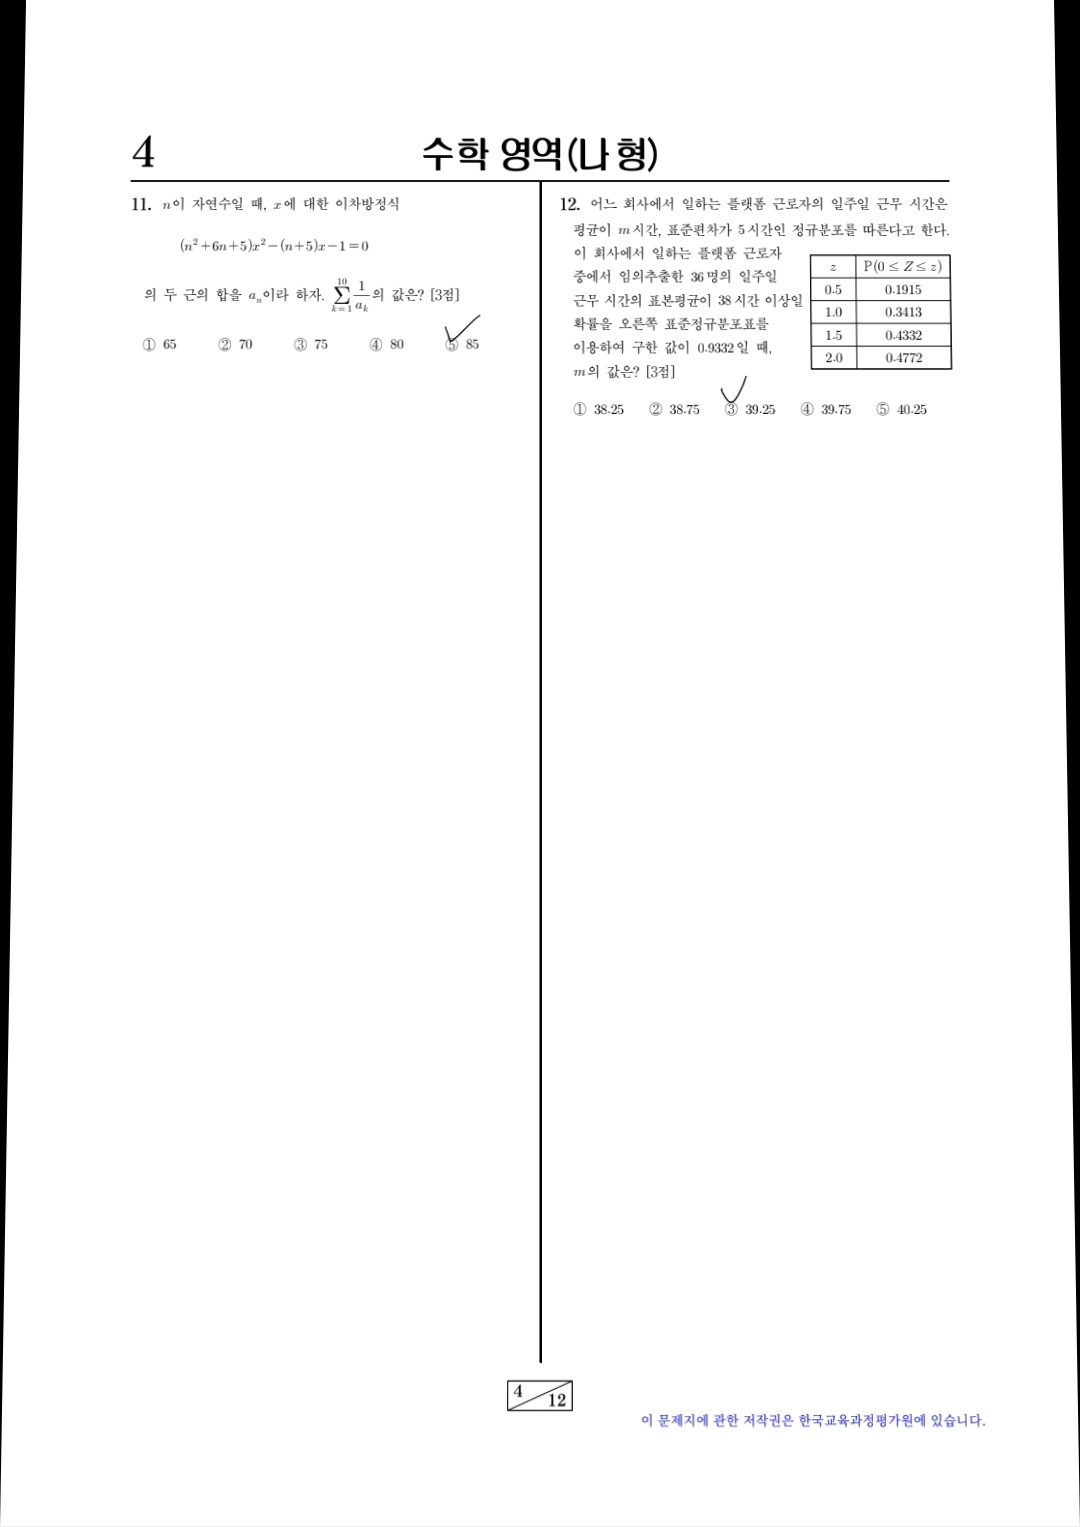 4
수학 영역(나형)
11. n이 자연수일 때, x에 대한 이차방정식
(n²+6n+5)x²-(n+5)x-1=0
의 두 근의 합을 aₙ이라 하자. ∑_{k=1}^{10} 1/aₖ의 값은? [3점]
① 65 ② 70 ③ 75 ④ 80 ⑤ 85
12. 어느 회사에서 일하는 플랫폼 근로자의 일주일 근무 시간은
평균이 m시간, 표준편차가 5시간인 정규분포를 따른다고 한다.
이 회사에서 일하는 플랫폼 근로자
중에서 임의추출한 36명의 일주일
근무 시간의 표본평균이 38시간 이상일
확률을 오른쪽 표준정규분포표를
이용하여 구한 값이 0.9332일 때,
m의 값은? [3점]
z P(0≤Z≤z)
0.5 0.1915
1.0 0.3413
1.5 0.4332
2.0 0.4772
① 38.25 ② 38.75 ③ 39.25 ④ 39.75 ⑤ 40.25
4
12
이 문제지에 관한 저작권은 한국교육과정평가원에 있습니다.